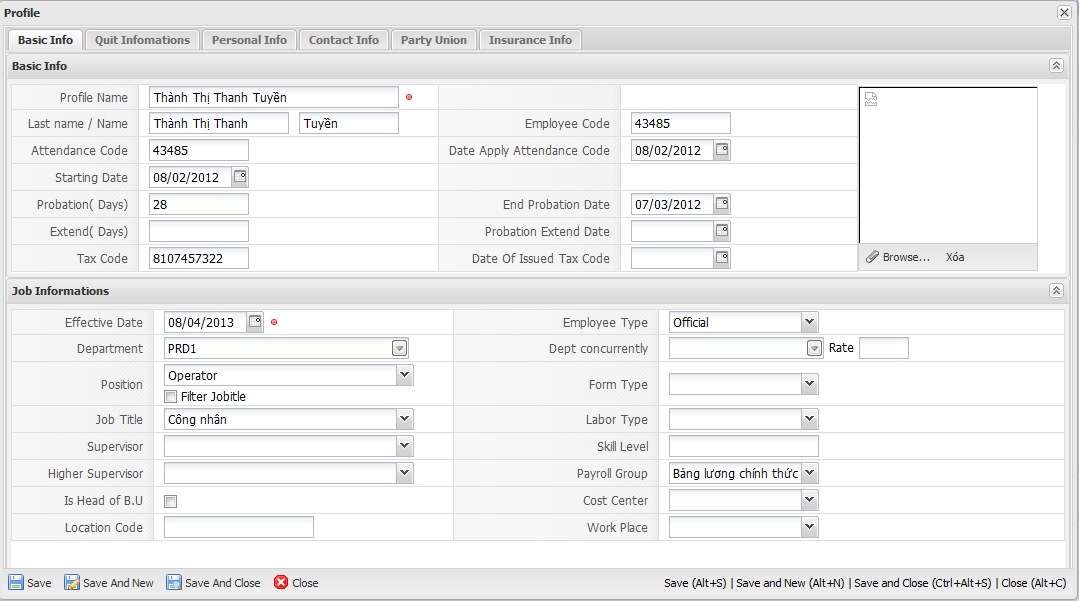 Profile
Basic Info Quit Infomations Personal Info Contact Info Party Union Insurance Info
Basic Info
Profile Name Thành Thị Thanh Tuyền
Last name / Name Thành Thị Thanh Tuyền Employee Code 43485
Attendance Code 43485 Date Apply Attendance Code 08/02/2012
Starting Date 08/02/2012
Probation( Days) 28 End Probation Date 07/03/2012
Extend( Days) Probation Extend Date
Tax Code 8107457322 Date Of Issued Tax Code
Browse... Xóa
Job Informations
Effective Date 08/04/2013 Employee Type Official
Department PRD1 Dept concurrently Rate
Position Operator Form Type
Filter Jobitle
Job Title Công nhân Labor Type
Supervisor Skill Level
Higher Supervisor Payroll Group Bảng lương chính thức
Is Head of B.U Cost Center
Location Code Work Place
Save Save And New Save And Close Close Save (Alt+S) | Save and New (Alt+N) | Save and Close (Ctrl+Alt+S) | Close (Alt+C)